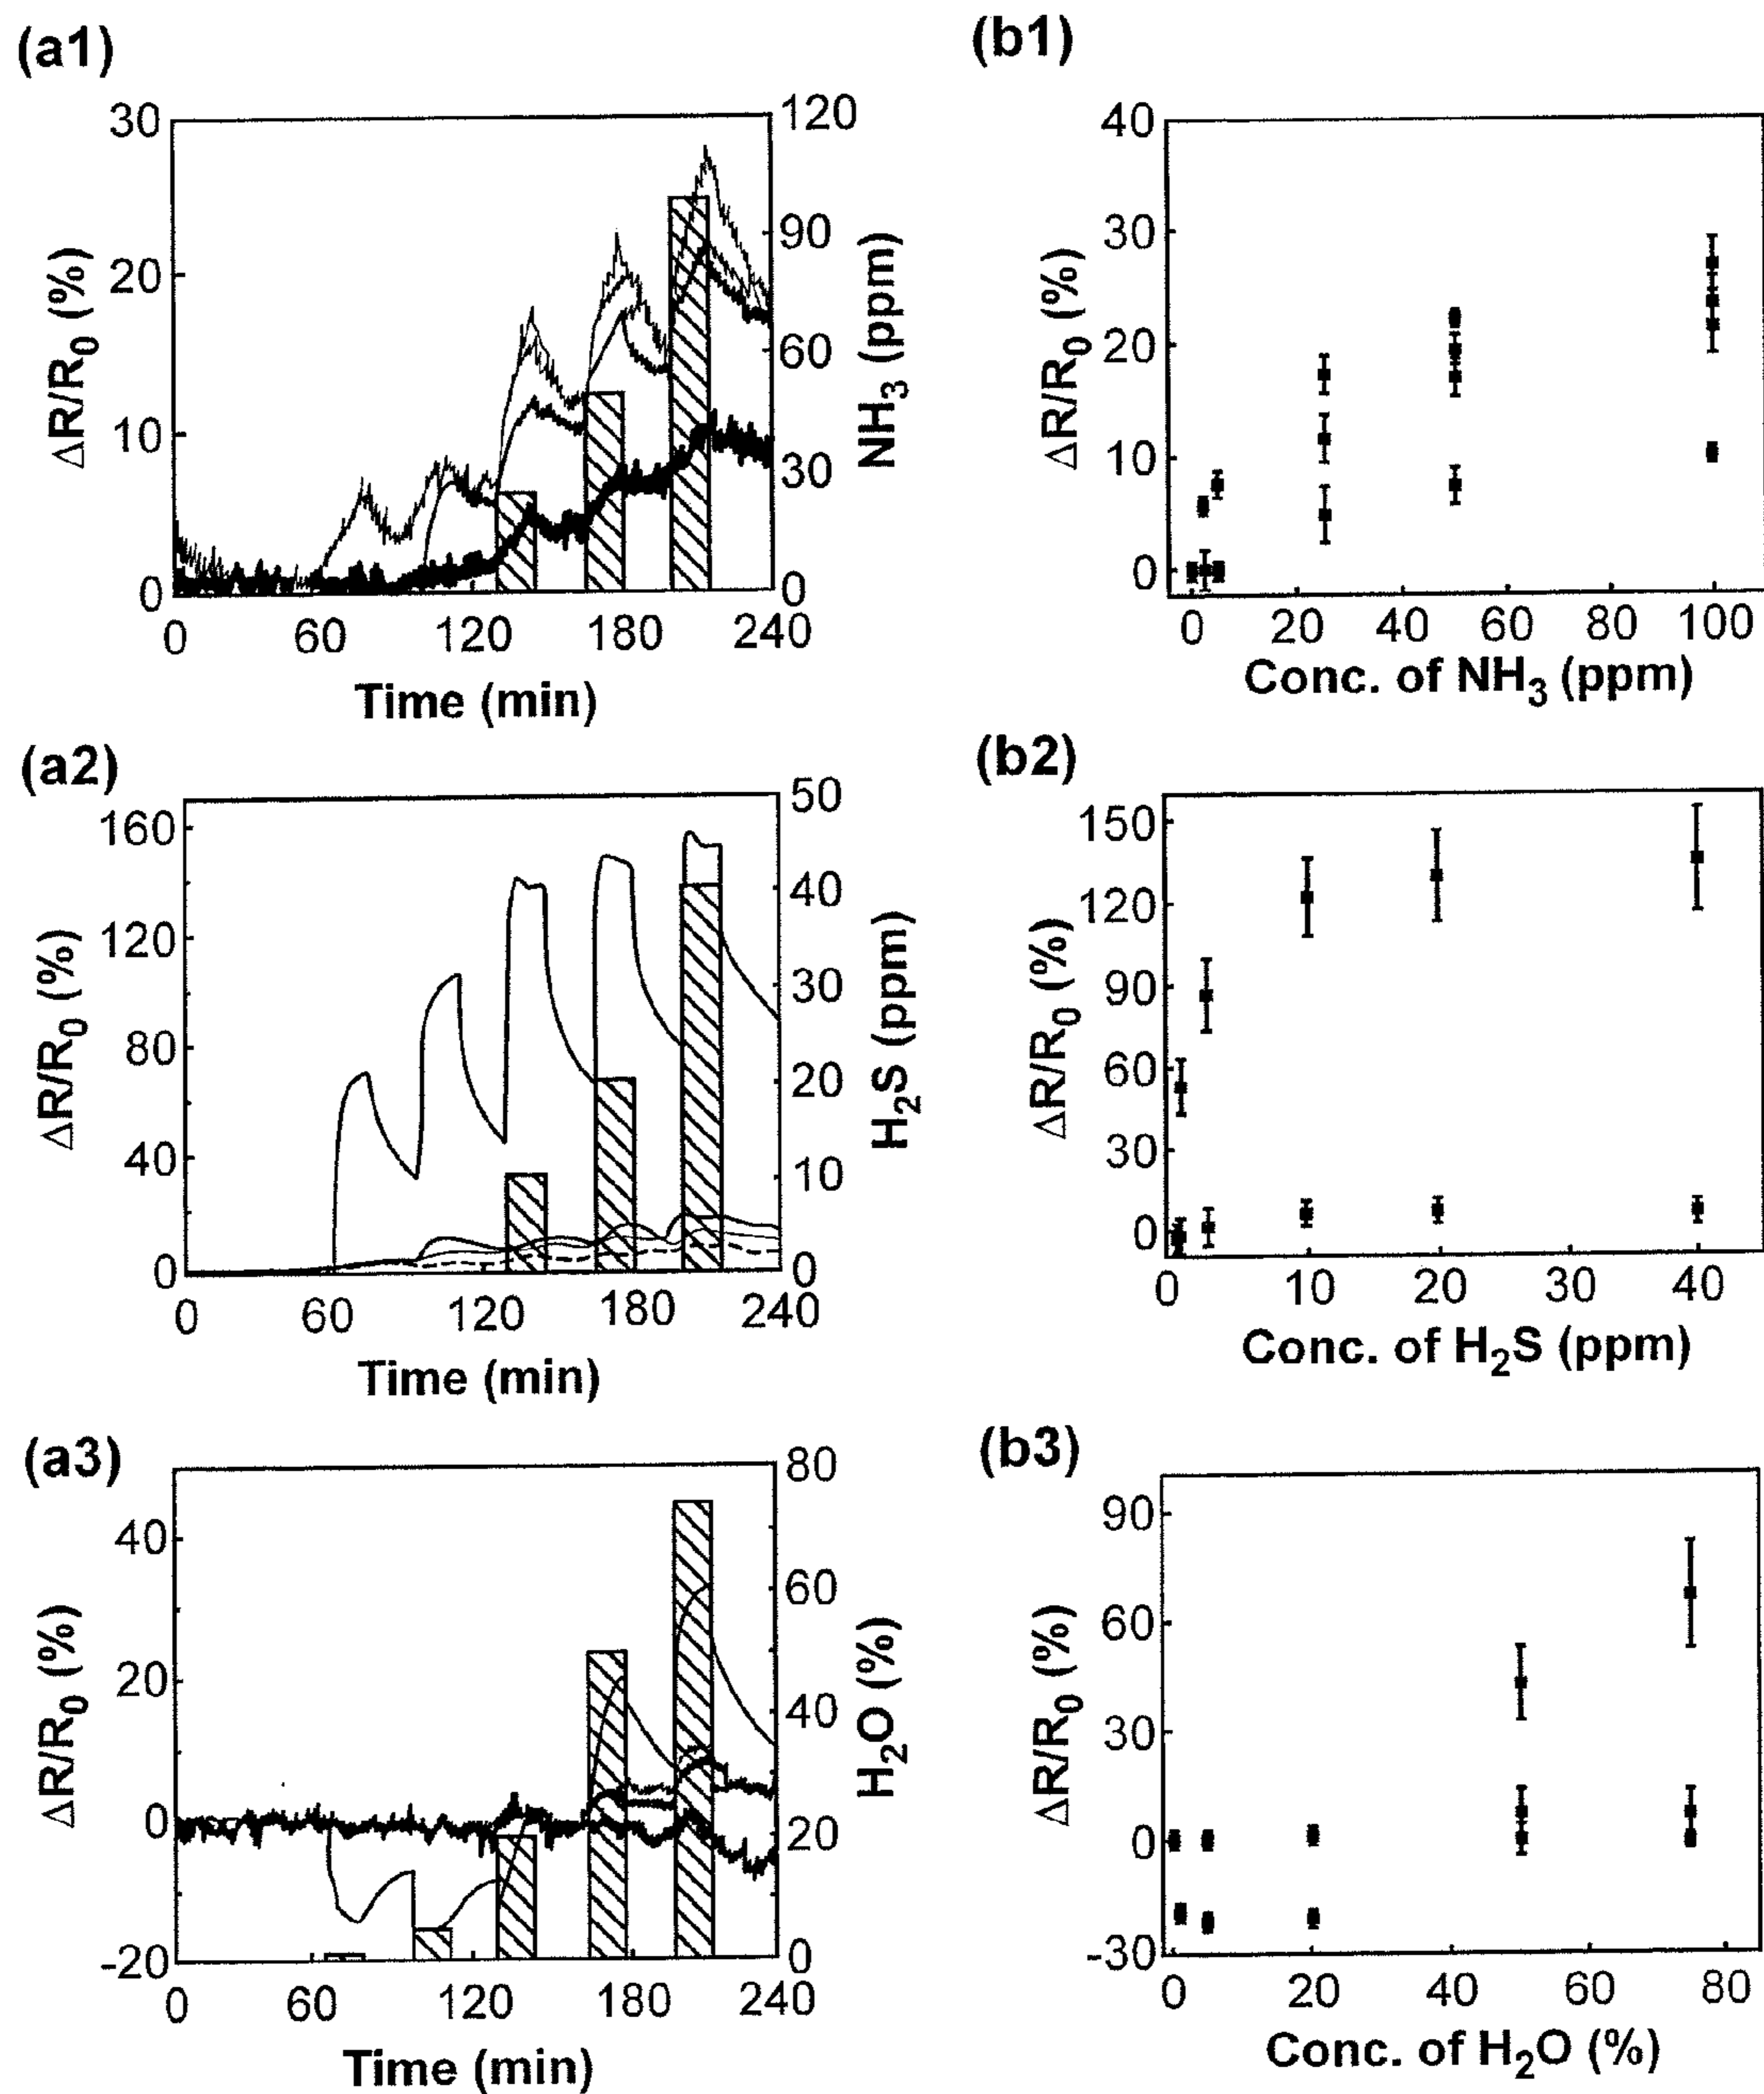 (a1)
30
20
10
0
ΔR/R0 (%)
120
90
60
30
0
NH3 (ppm)
0 60 120 180 240
Time (min)
(b1)
40
30
20
10
0
ΔR/R0 (%)
0 20 40 60 80 100
Conc. of NH3 (ppm)
(a2)
160
120
80
40
0
ΔR/R0 (%)
50
40
30
20
10
0
H2S (ppm)
0 60 120 180 240
Time (min)
(b2)
150
120
90
60
30
0
ΔR/R0 (%)
0 10 20 30 40
Conc. of H2S (ppm)
(a3)
40
20
0
-20
ΔR/R0 (%)
80
60
40
20
0
H2O (%)
0 60 120 180 240
Time (min)
(b3)
90
60
30
0
-30
ΔR/R0 (%)
0 20 40 60 80
Conc. of H2O (%)